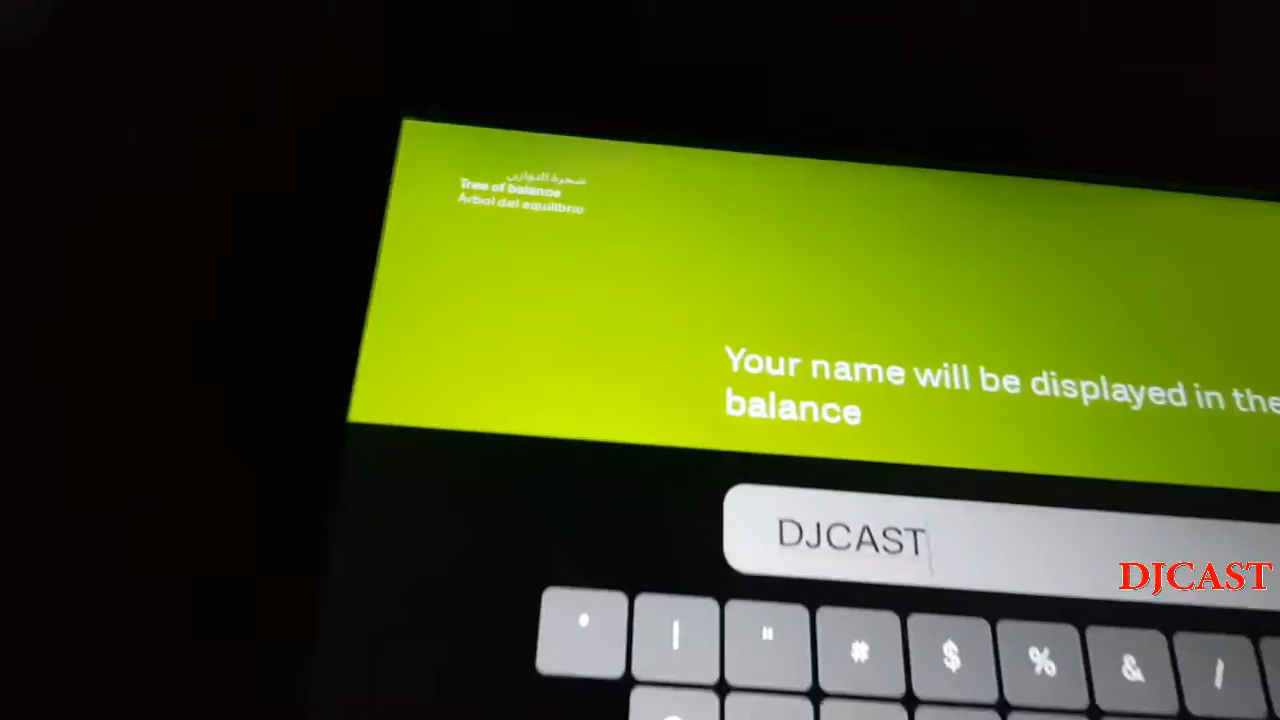 شجرة التوازن
Tree of balance
Árbol del equilibrio
Your name will be displayed in the
balance
DJCAST
DJCAST
° | " # $ % & /